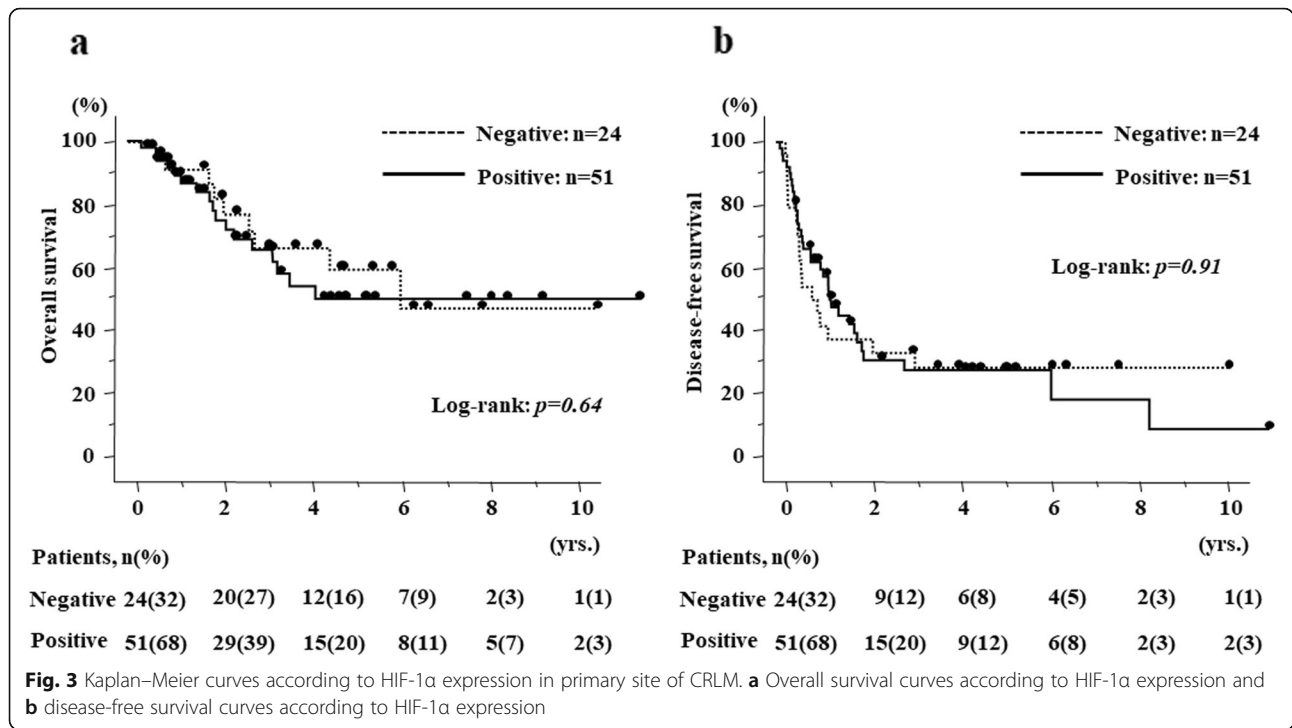 a
(%)
100
80
60
40
20
0
Overall survival
Negative: n=24
Positive: n=51
Log-rank: p=0.64
0 2 4 6 8 10
(yrs.)
Patients, n(%)
Negative 24(32) 20(27) 12(16) 7(9) 2(3) 1(1)
Positive 51(68) 29(39) 15(20) 8(11) 5(7) 2(3)
b
(%)
100
80
60
40
20
0
Disease-free survival
Negative: n=24
Positive: n=51
Log-rank: p=0.91
0 2 4 6 8 10
(yrs.)
Patients, n(%)
Negative 24(32) 9(12) 6(8) 4(5) 2(3) 1(1)
Positive 51(68) 15(20) 9(12) 6(8) 2(3) 2(3)
Fig. 3 Kaplan–Meier curves according to HIF-1α expression in primary site of CRLM. a Overall survival curves according to HIF-1α expression and
b disease-free survival curves according to HIF-1α expression